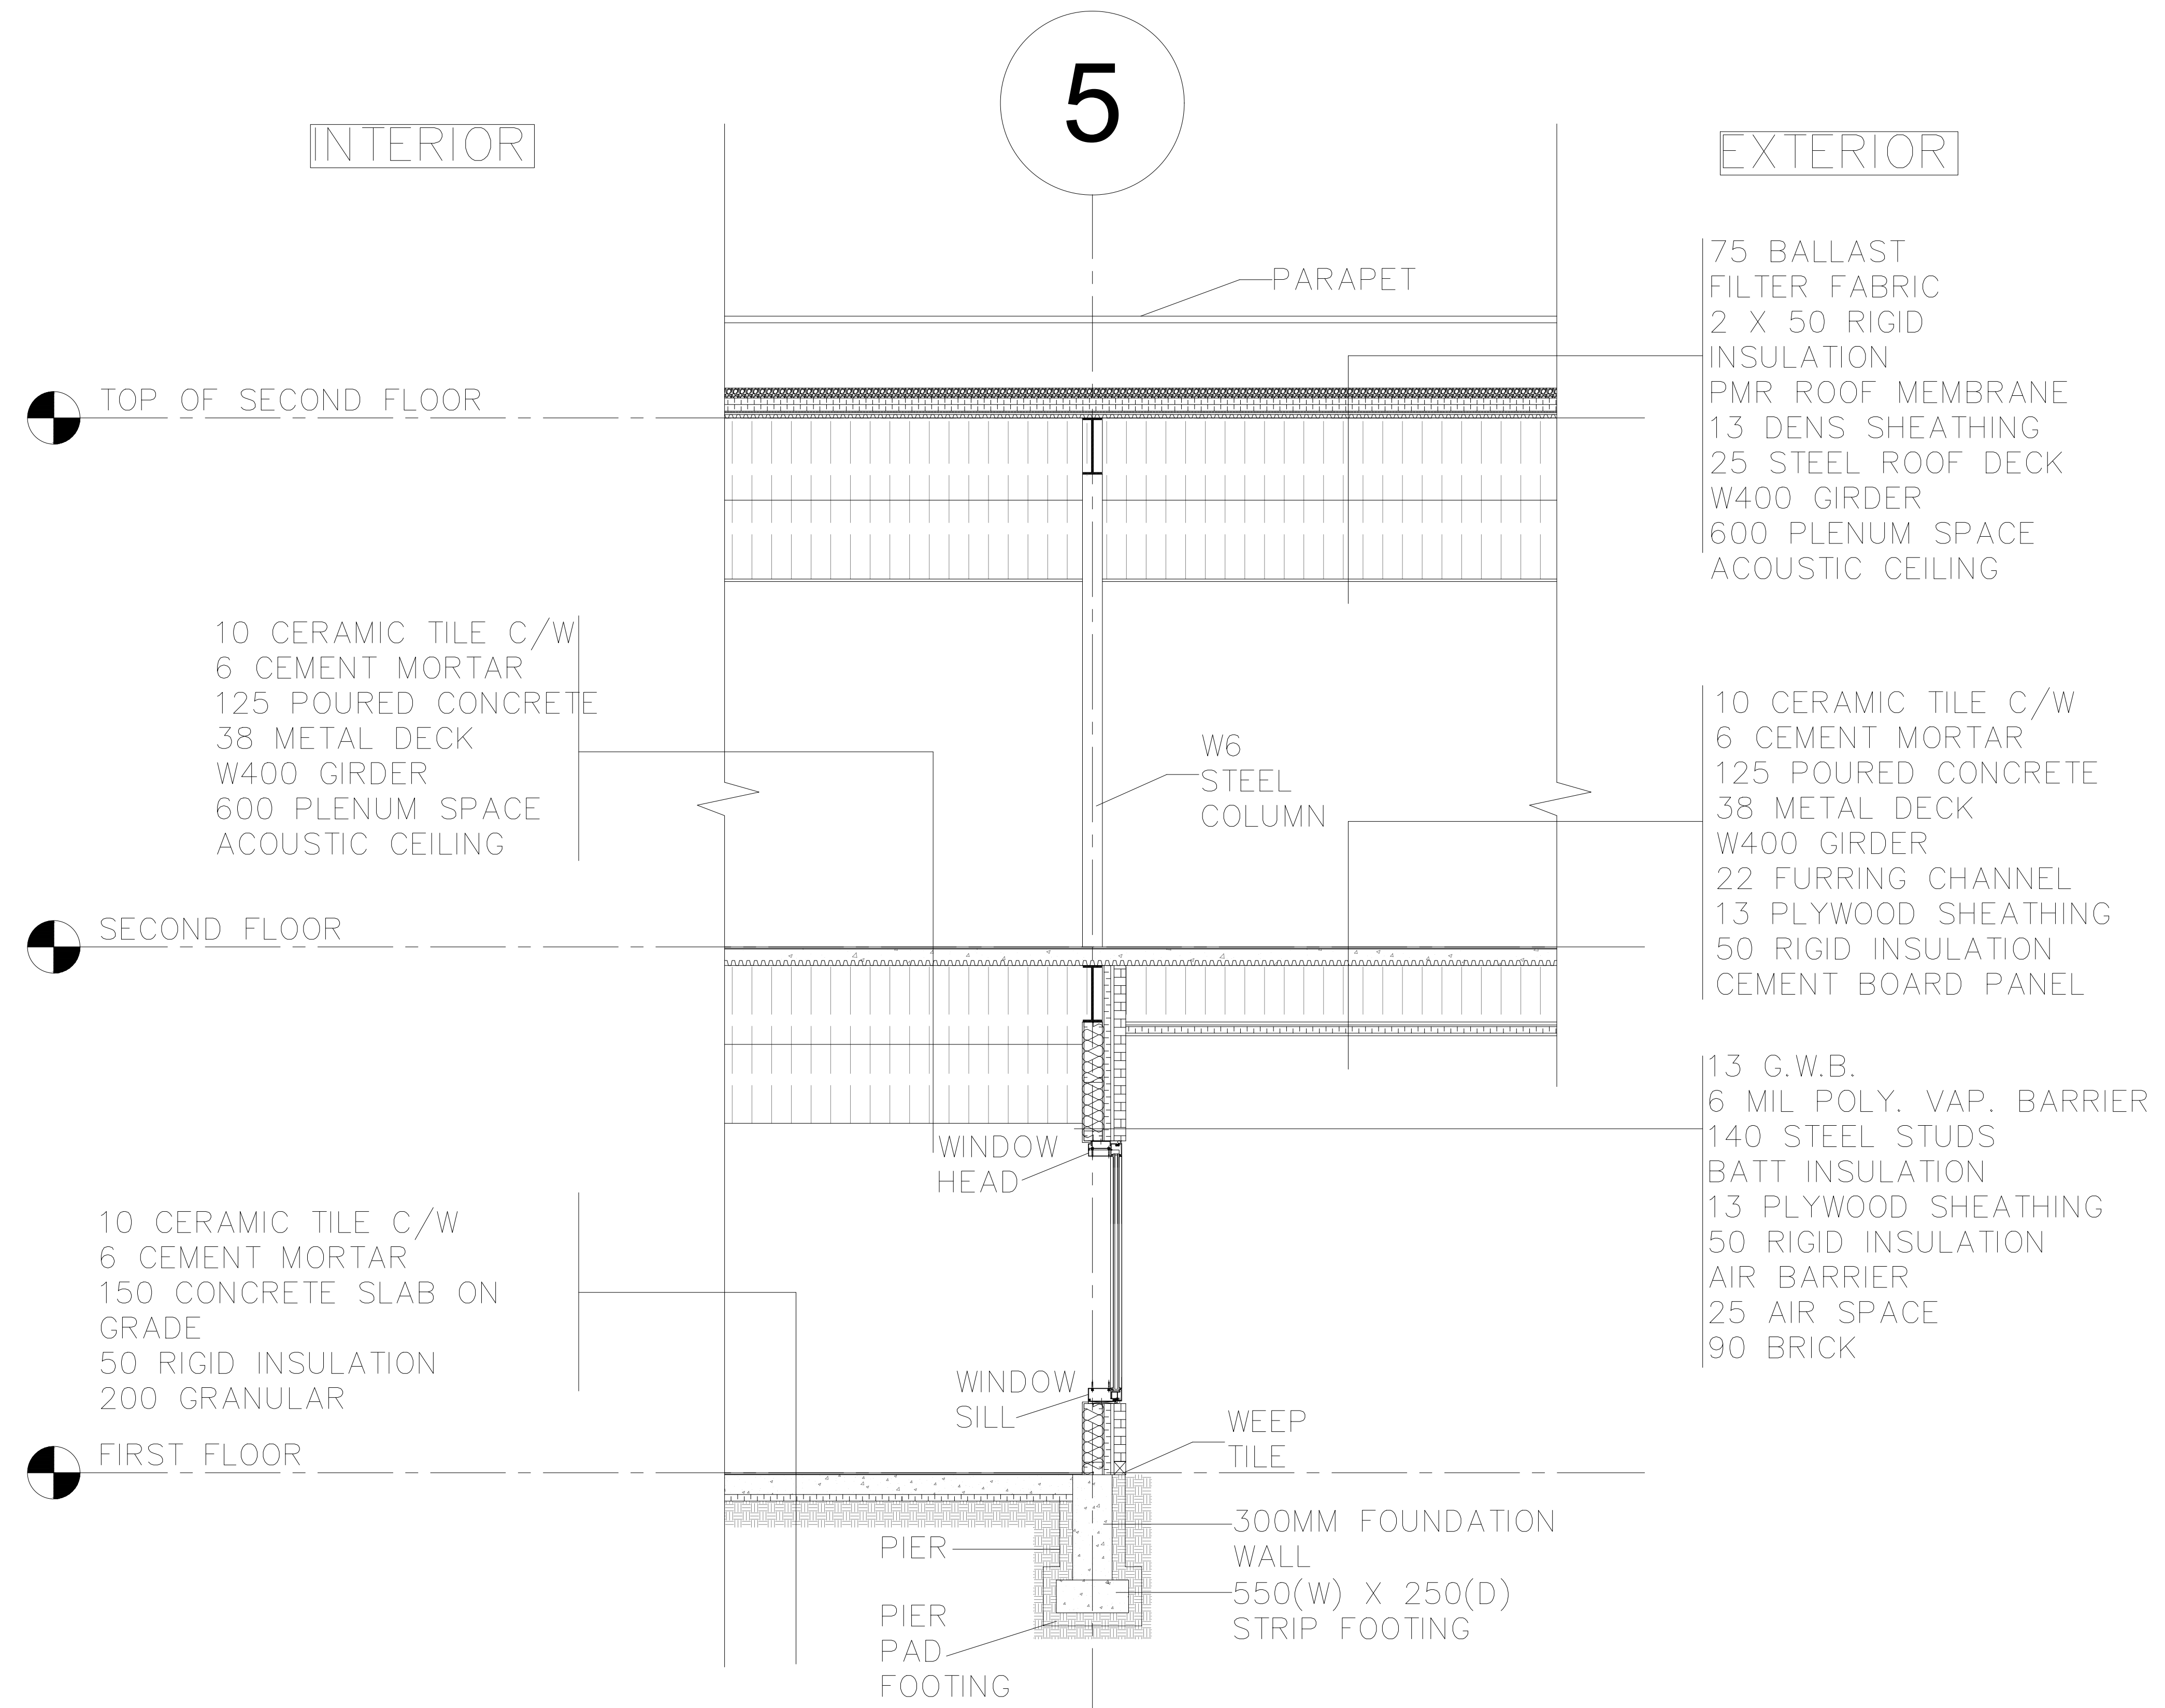 5
INTERIOR
EXTERIOR
PARAPET
75 BALLAST
FILTER FABRIC
2 X 50 RIGID
INSULATION
PMR ROOF MEMBRANE
13 DENS SHEATHING
25 STEEL ROOF DECK
W400 GIRDER
600 PLENUM SPACE
ACOUSTIC CEILING
TOP OF SECOND FLOOR
10 CERAMIC TILE C/W
6 CEMENT MORTAR
125 POURED CONCRETE
38 METAL DECK
W400 GIRDER
600 PLENUM SPACE
ACOUSTIC CEILING
W6
STEEL
COLUMN
10 CERAMIC TILE C/W
6 CEMENT MORTAR
125 POURED CONCRETE
38 METAL DECK
W400 GIRDER
22 FURRING CHANNEL
13 PLYWOOD SHEATHING
50 RIGID INSULATION
CEMENT BOARD PANEL
SECOND FLOOR
13 G.W.B.
6 MIL POLY. VAP. BARRIER
140 STEEL STUDS
BATT INSULATION
13 PLYWOOD SHEATHING
50 RIGID INSULATION
AIR BARRIER
25 AIR SPACE
90 BRICK
WINDOW
HEAD
10 CERAMIC TILE C/W
6 CEMENT MORTAR
150 CONCRETE SLAB ON
GRADE
50 RIGID INSULATION
200 GRANULAR
WINDOW
SILL
WEEP
TILE
FIRST FLOOR
300MM FOUNDATION
WALL
550(W) X 250(D)
STRIP FOOTING
PIER
PIER
PAD
FOOTING